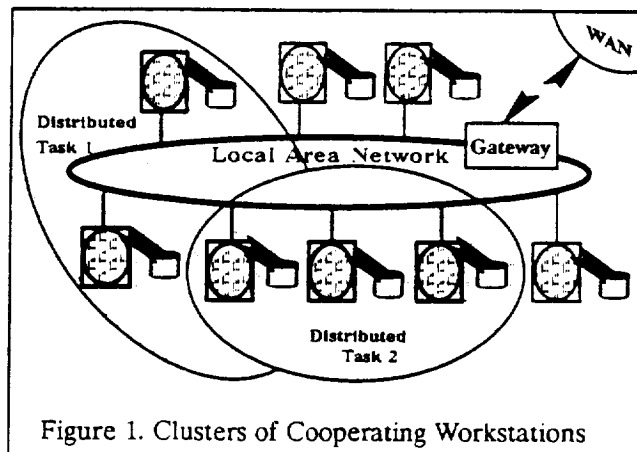 WAN
Distributed
Task 1
Local Area Network
Gateway
Distributed
Task 2
Figure 1. Clusters of Cooperating Workstations